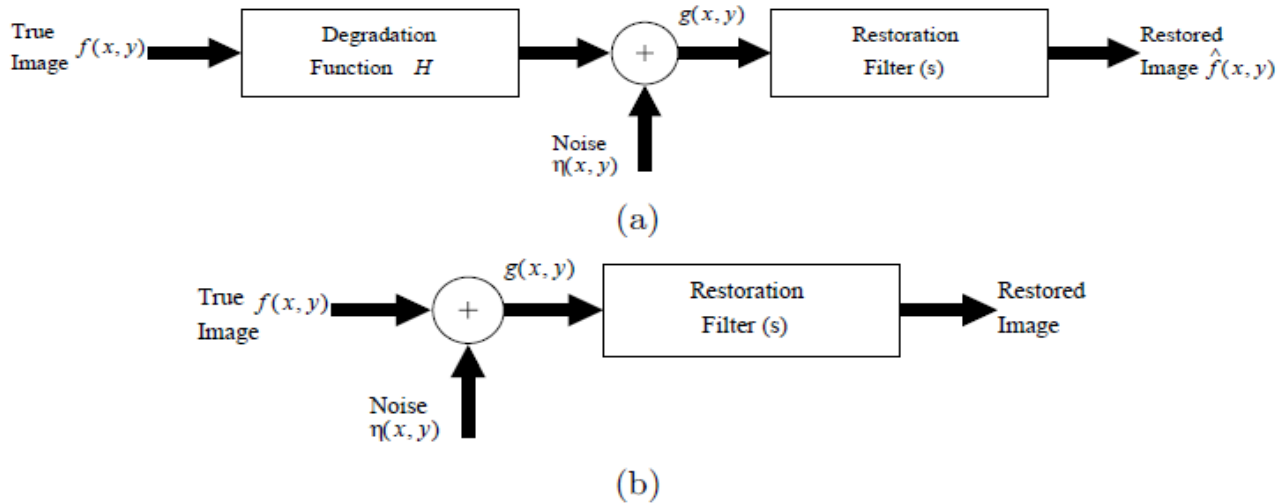 True
Image f(x, y)
Degradation
Function H
+
g(x, y)
Noise
η(x, y)
Restoration
Filter (s)
Restored
Image f̂(x, y)
(a)
True f(x, y)
Image
+
g(x, y)
Noise
η(x, y)
Restoration
Filter (s)
Restored
Image
(b)